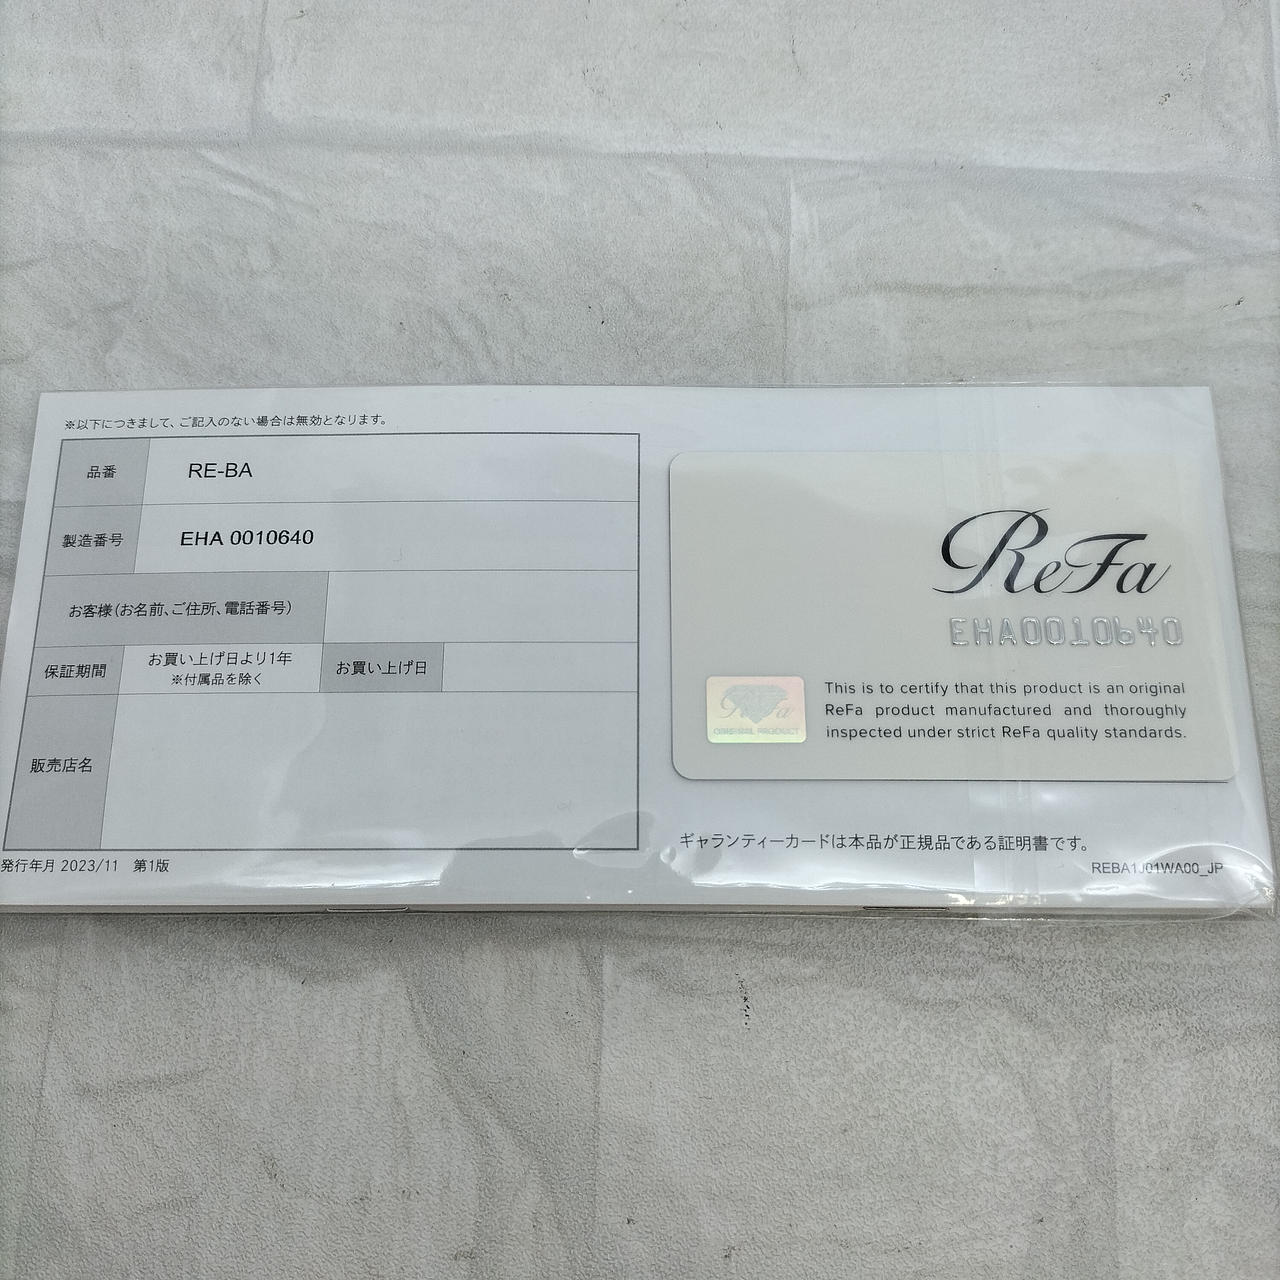 ※以下につきまして、ご記入のない場合は無効となります。
品番 RE-BA
製造番号 EHA 0010640
お客様(お名前、ご住所、電話番号)
保証期間 お買い上げ日より1年 お買い上げ日
※付属品を除く
販売店名
発行年月 2023/11 第1版
ReFa
EHA0010640
ReFa
ORIGINAL PRODUCT
This is to certify that this product is an original
ReFa product manufactured and thoroughly
inspected under strict ReFa quality standards.
ギャランティーカードは本品が正規品である証明書です。
REBA1J01WA00_JP